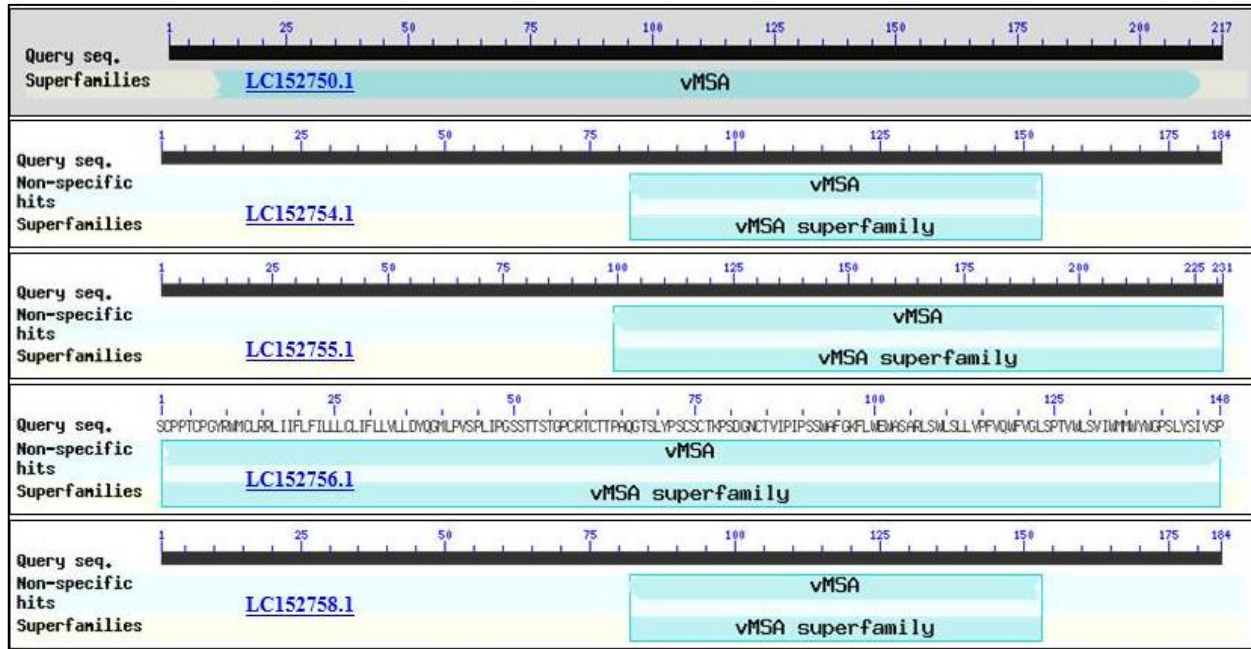 1 25 50 75 100 125 150 175 200 217
Query seq.
Superfamilies LC152750.1 vMSA
1 25 50 75 100 125 150 175 184
Query seq.
Non-specific hits vMSA
LC152754.1
Superfamilies vMSA superfamily
1 25 50 75 100 125 150 175 200 225 231
Query seq.
Non-specific hits vMSA
LC152755.1
Superfamilies vMSA superfamily
1 25 50 75 100 125 148
Query seq. SCPPTCPGYRWMCLRRLIIFLFILLLCLIFLLVLLDYQGMLPVSPLIPGSSTTSTGPCRTCTTPAQGTSLYPSCSCTKPSDGNCTVIPIPSSWAFGKFLWEWASARLSWLSLLVPFVQWFVGLSPTVWLSVIWMMWYWGPSLYSIVSP
Non-specific hits vMSA
LC152756.1
Superfamilies vMSA superfamily
1 25 50 75 100 125 150 175 184
Query seq.
Non-specific hits vMSA
LC152758.1
Superfamilies vMSA superfamily